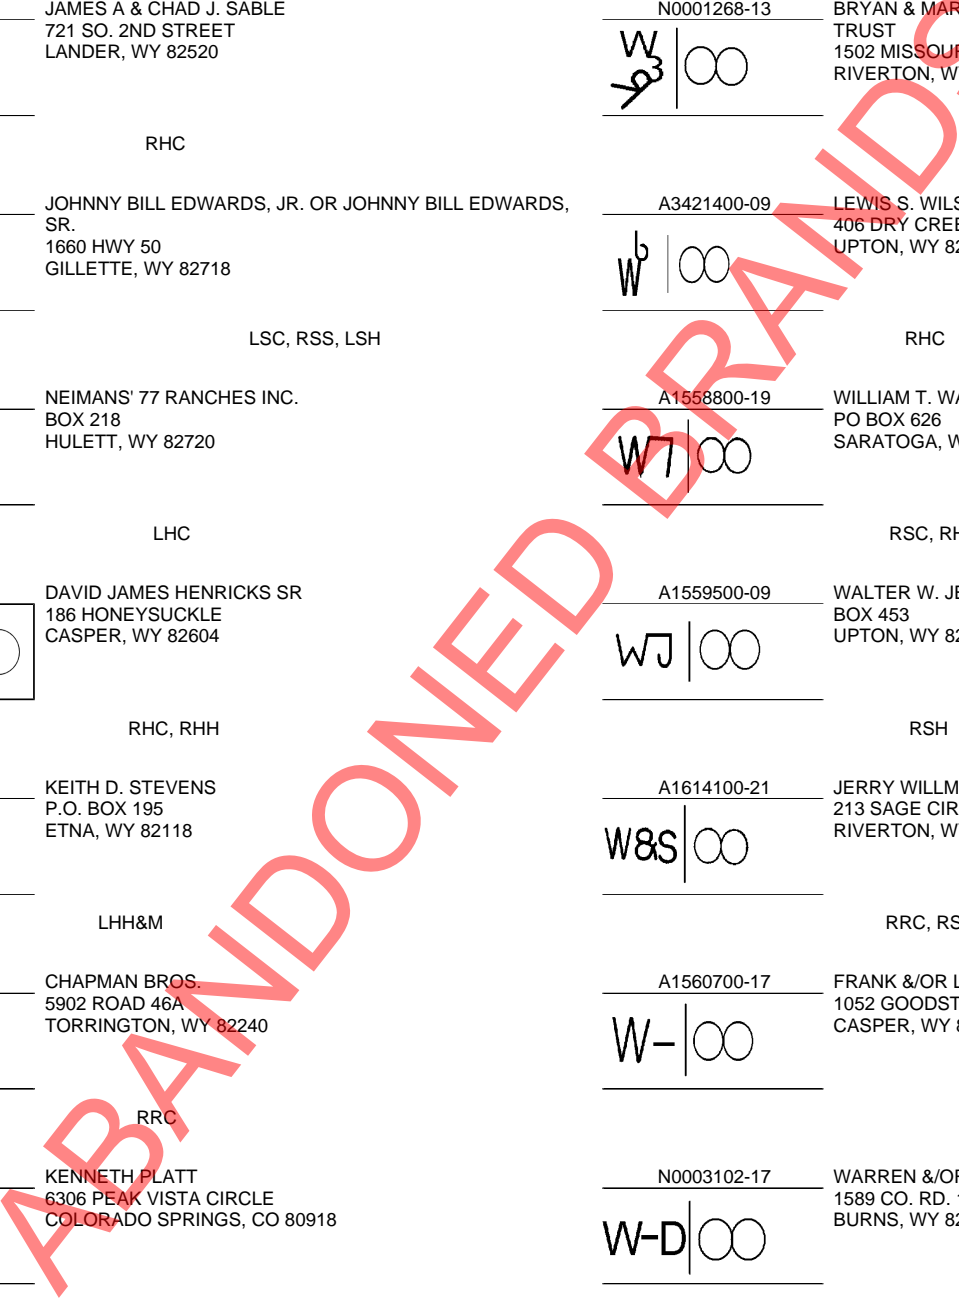 JAMES A & CHAD J. SABLE
721 SO. 2ND STREET
LANDER, WY 82520
RHC
JOHNNY BILL EDWARDS, JR. OR JOHNNY BILL EDWARDS,
SR.
1660 HWY 50
GILLETTE, WY 82718
LSC, RSS, LSH
NEIMANS' 77 RANCHES INC.
BOX 218
HULETT, WY 82720
LHC
DAVID JAMES HENRICKS SR
186 HONEYSUCKLE
CASPER, WY 82604
RHC, RHH
KEITH D. STEVENS
P.O. BOX 195
ETNA, WY 82118
LHH&M
CHAPMAN BROS.
5902 ROAD 46A
TORRINGTON, WY 82240
RRC
KENNETH PLATT
6306 PEAK VISTA CIRCLE
COLORADO SPRINGS, CO 80918
N0001268-13
BRYAN & MAR
TRUST
1502 MISSOUR
RIVERTON, W
A3421400-09
LEWIS S. WILS
406 DRY CREE
UPTON, WY 82
RHC
A1558800-19
WILLIAM T. WA
PO BOX 626
SARATOGA, W
RSC, RH
A1559500-09
WJ
WALTER W. JE
BOX 453
UPTON, WY 82
RSH
A1614100-21
W&S
JERRY WILLM
213 SAGE CIR
RIVERTON, W
RRC, RS
A1560700-17
W-
FRANK &/OR L
1052 GOODST
CASPER, WY 8
N0003102-17
W-D
WARREN &/OR
1589 CO. RD. 1
BURNS, WY 82
ABANDONED BRANDS